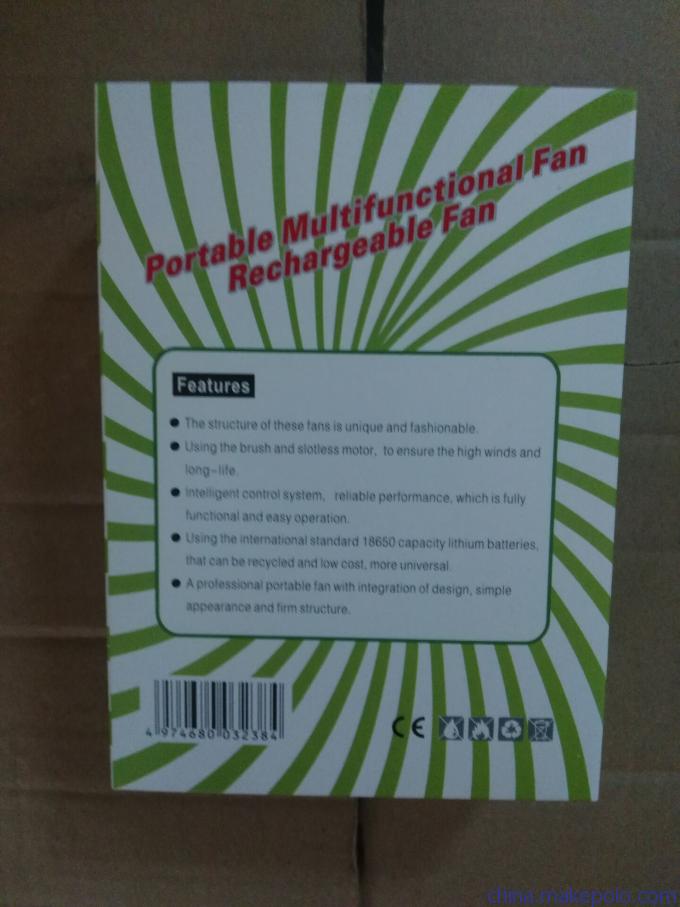 Portable Multifunctional Fan
Rechargeable Fan
Features
● The structure of these fans is unique and fashionable.
● Using the brush and slotless motor, to ensure the high winds and
long-life.
● Intelligent control system, reliable performance, which is fully
functional and easy operation.
● Using the international standard 18650 capacity lithium batteries,
that can be recycled and low cost, more universal.
● A professional portable fan with integration of design, simple
appearance and firm structure.
4 974680 032384
CE
china.makepolo.com